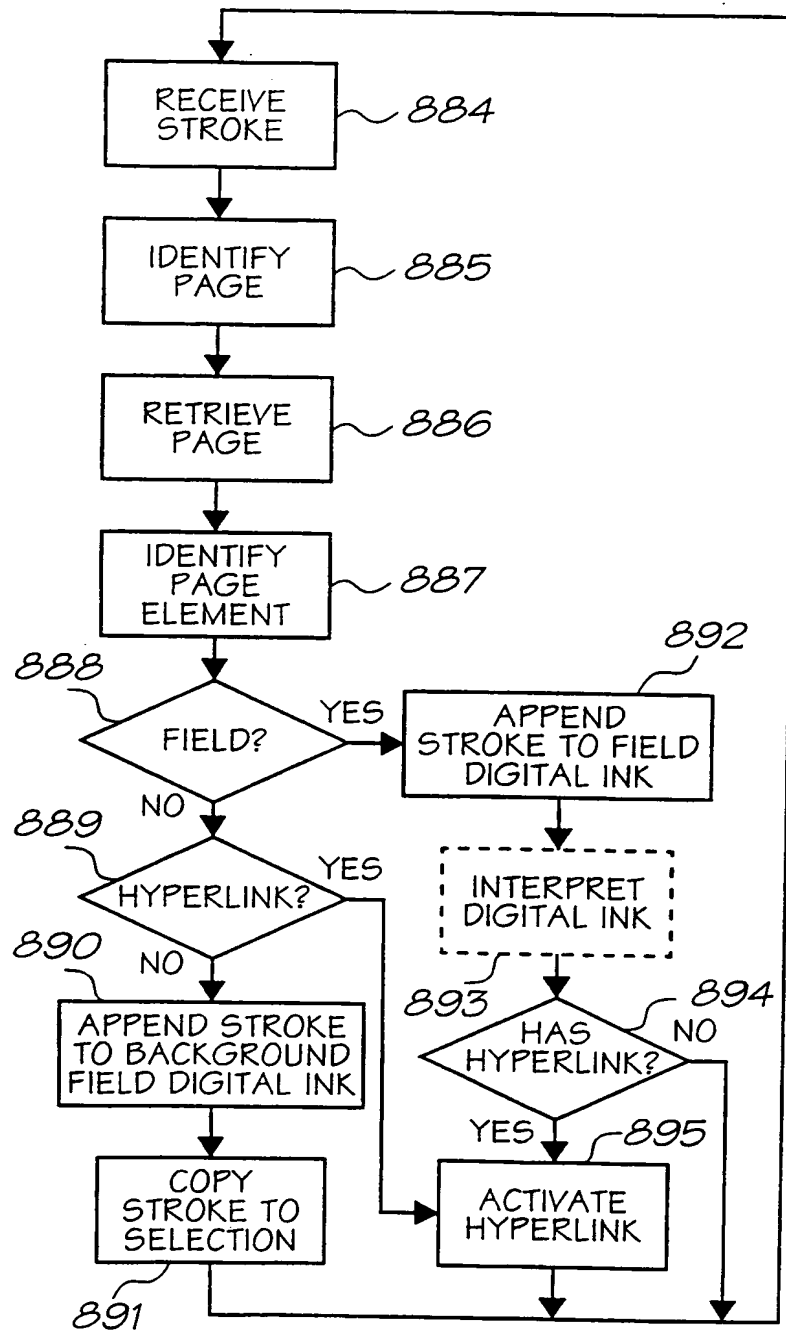 RECEIVE
STROKE
884
IDENTIFY
PAGE
885
RETRIEVE
PAGE
886
IDENTIFY
PAGE
ELEMENT
887
888
FIELD?
YES
NO
892
APPEND
STROKE TO FIELD
DIGITAL INK
889
HYPERLINK?
YES
NO
INTERPRET
DIGITAL INK
893
890
APPEND STROKE
TO BACKGROUND
FIELD DIGITAL INK
894
HAS
HYPERLINK?
NO
YES
895
COPY
STROKE TO
SELECTION
891
ACTIVATE
HYPERLINK